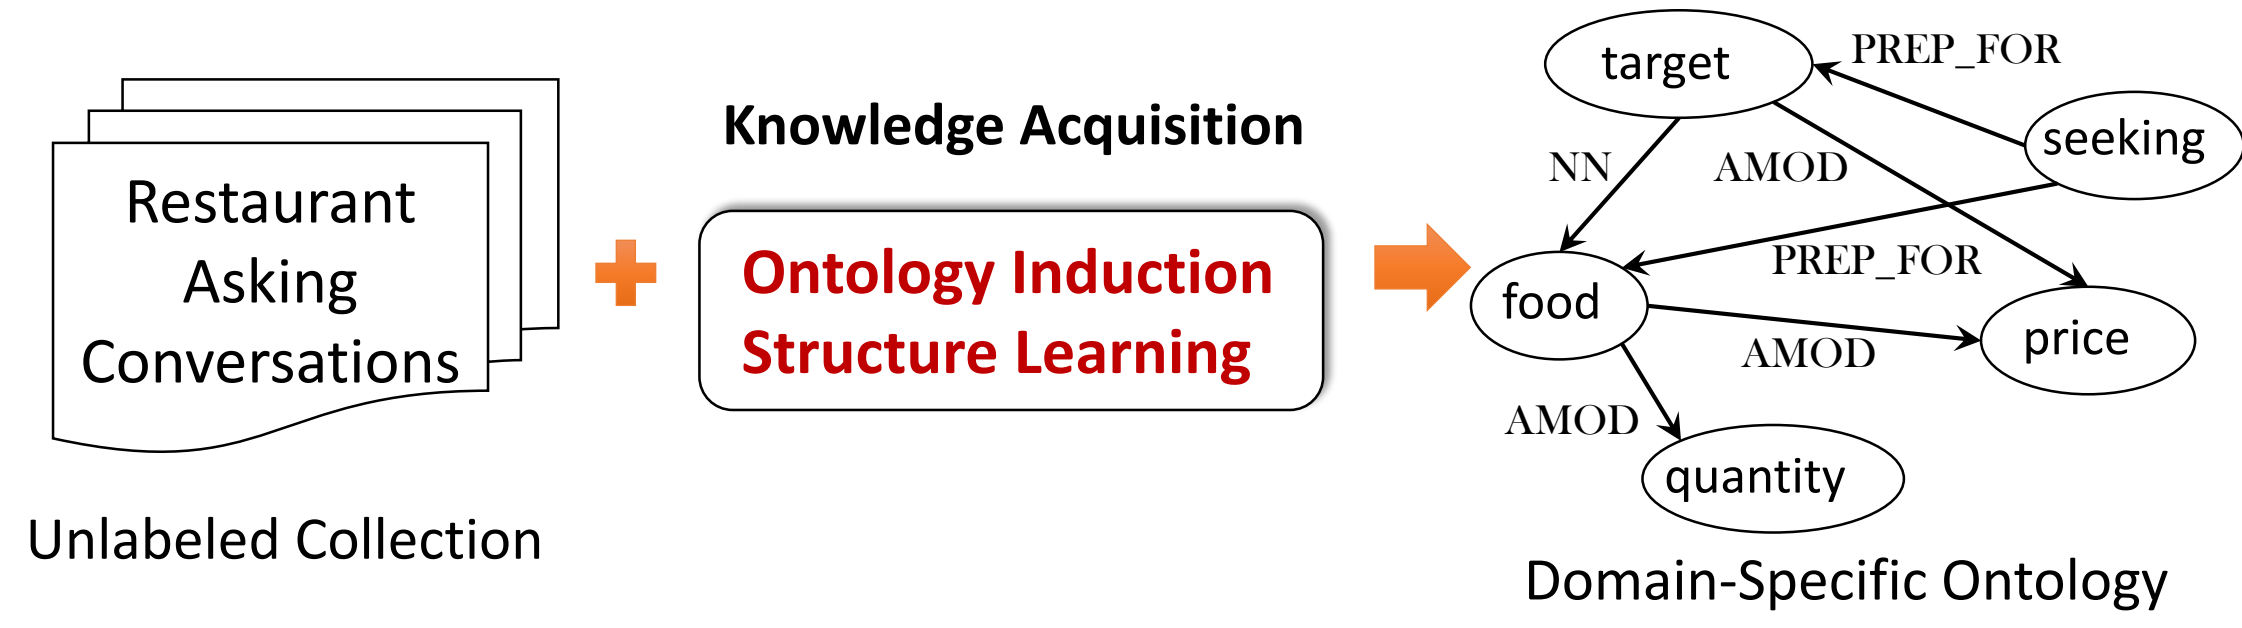 Restaurant
Asking
Conversations
Unlabeled Collection
Knowledge Acquisition
Ontology Induction
Structure Learning
target
PREP_FOR
seeking
NN
AMOD
PREP_FOR
food
price
AMOD
AMOD
quantity
Domain-Specific Ontology